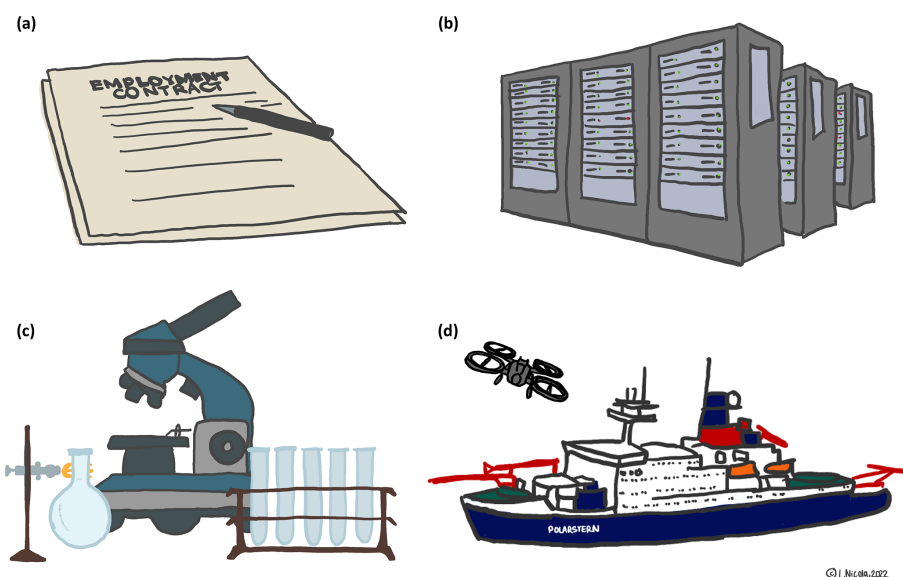 (a)
EMPLOYMENT
CONTRACT
(b)
(c)
(d)
POLARSTERN
© L.Nicola, 2022